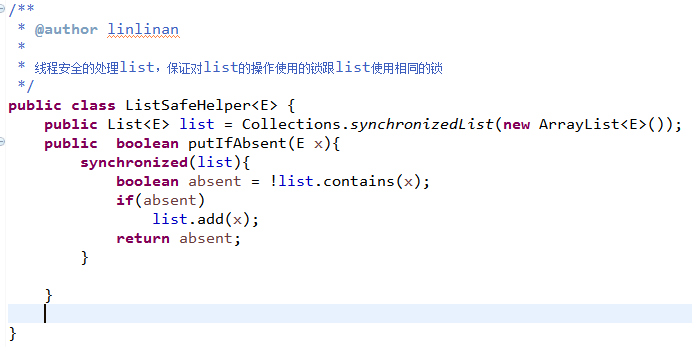 /**
 * @author linlinan
 *
 * 线程安全的处理list，保证对list的操作使用的锁跟list使用相同的锁
 */
public class ListSafeHelper<E> {
    public List<E> list = Collections.synchronizedList(new ArrayList<E>());
    public  boolean putIfAbsent(E x){
        synchronized(list){
            boolean absent = !list.contains(x);
            if(absent)
                list.add(x);
            return absent;
        }
    }
}